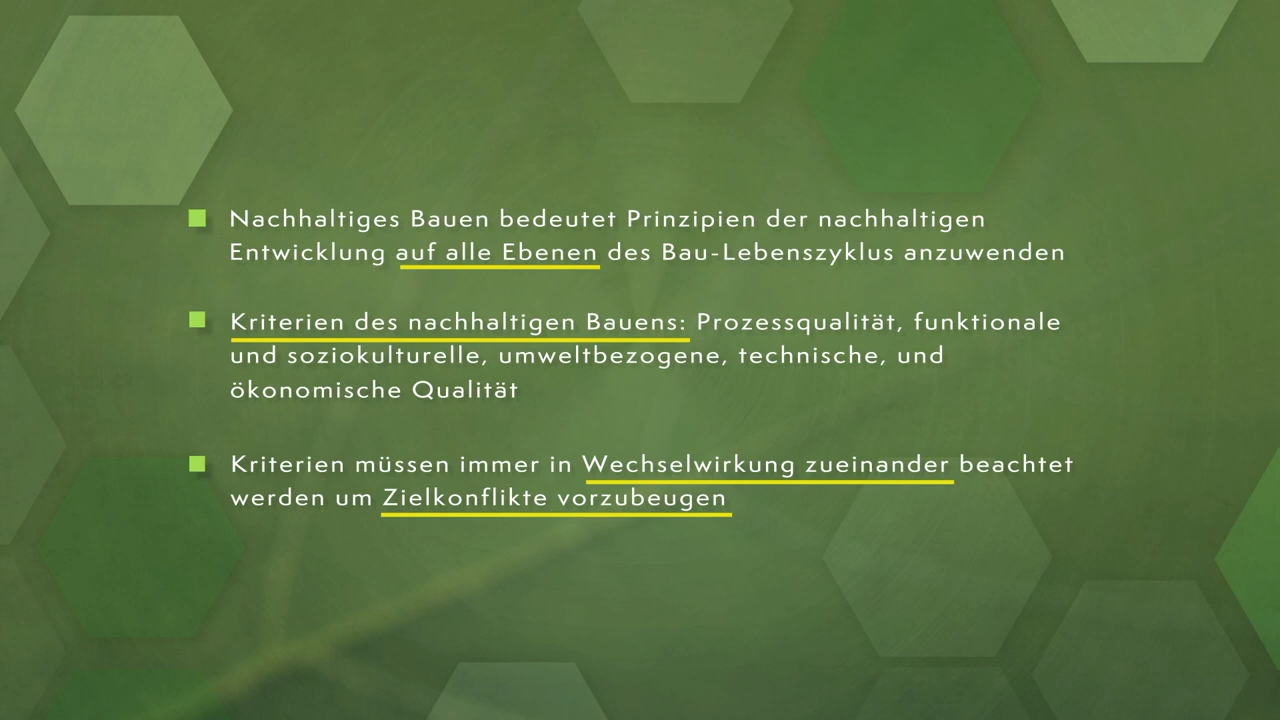 Nachhaltiges Bauen bedeutet Prinzipien der nachhaltigen
Entwicklung auf alle Ebenen des Bau-Lebenszyklus anzuwenden
Kriterien des nachhaltigen Bauens: Prozessqualität, funktionale
und soziokulturelle, umweltbezogene, technische, und
ökonomische Qualität
Kriterien müssen immer in Wechselwirkung zueinander beachtet
werden um Zielkonflikte vorzubeugen